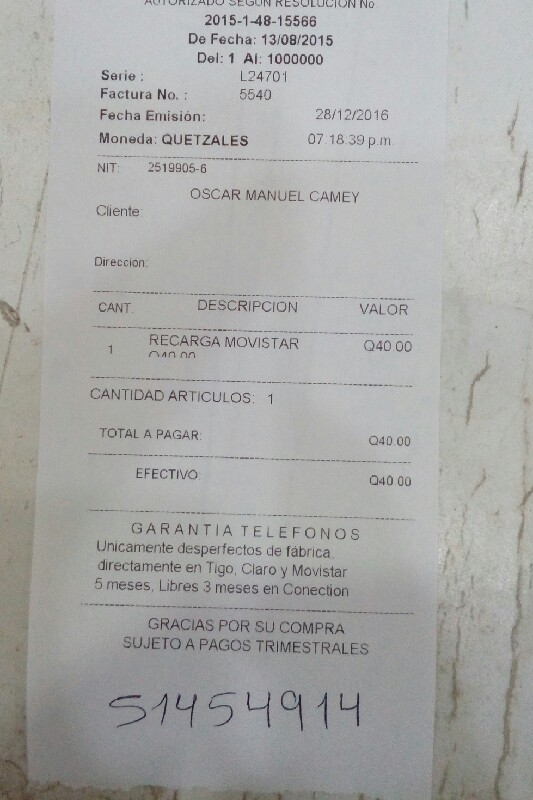 AUTORIZADO SEGUN RESOLUCION No
2015-1-48-15566
De Fecha: 13/08/2015
Del: 1 Al: 1000000
Serie : L24701
Factura No. : 5540
Fecha Emisión: 28/12/2016
Moneda: QUETZALES 07:18:39 p.m.
NIT: 2519905-6
OSCAR MANUEL CAMEY
Cliente:
Direccion:
CANT. DESCRIPCION VALOR
1 RECARGA MOVISTAR Q40.00
Q40.00
CANTIDAD ARTICULOS: 1
TOTAL A PAGAR: Q40.00
EFECTIVO: Q40.00
GARANTIA TELEFONOS
Unicamente desperfectos de fábrica,
directamente en Tigo, Claro y Movistar
5 meses, Libres 3 meses en Conection
GRACIAS POR SU COMPRA
SUJETO A PAGOS TRIMESTRALES
51454914